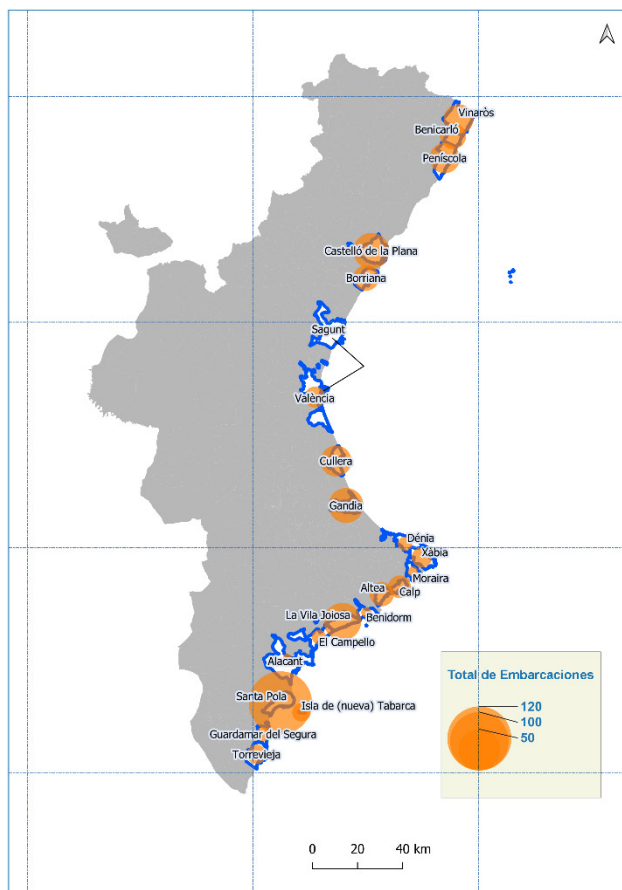 Vinaròs
Benicarló
Peníscola
Castelló de la Plana
Borriana
Sagunt
València
Cullera
Gandia
Dénia
Xàbia
Moraira
Altea
Calp
La Vila Joiosa
Benidorm
El Campello
Alacant
Santa Pola
Isla de (nueva) Tabarca
Guardamar del Segura
Torrevieja
Total de Embarcaciones
120
100
50
0 20 40 km